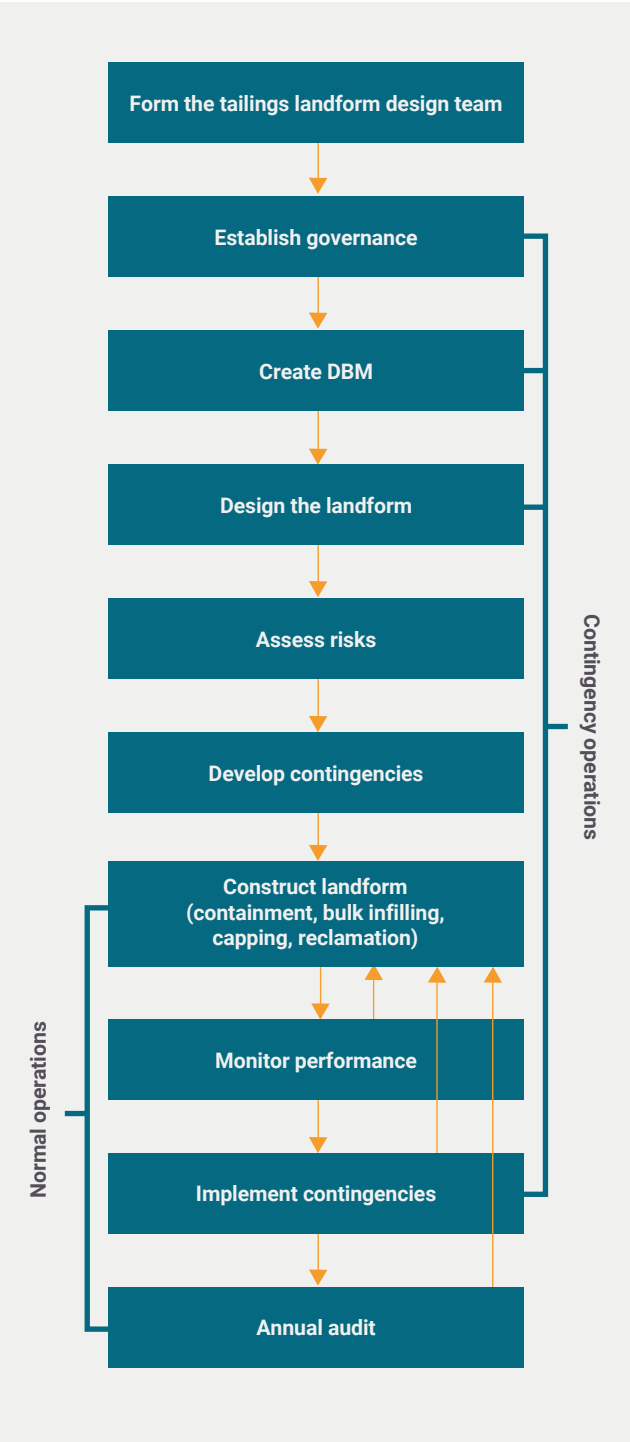 Form the tailings landform design team
Establish governance
Create DBM
Design the landform
Assess risks
Develop contingencies
Construct landform
(containment, bulk infilling,
capping, reclamation)
Monitor performance
Implement contingencies
Annual audit
Normal operations
Contingency operations